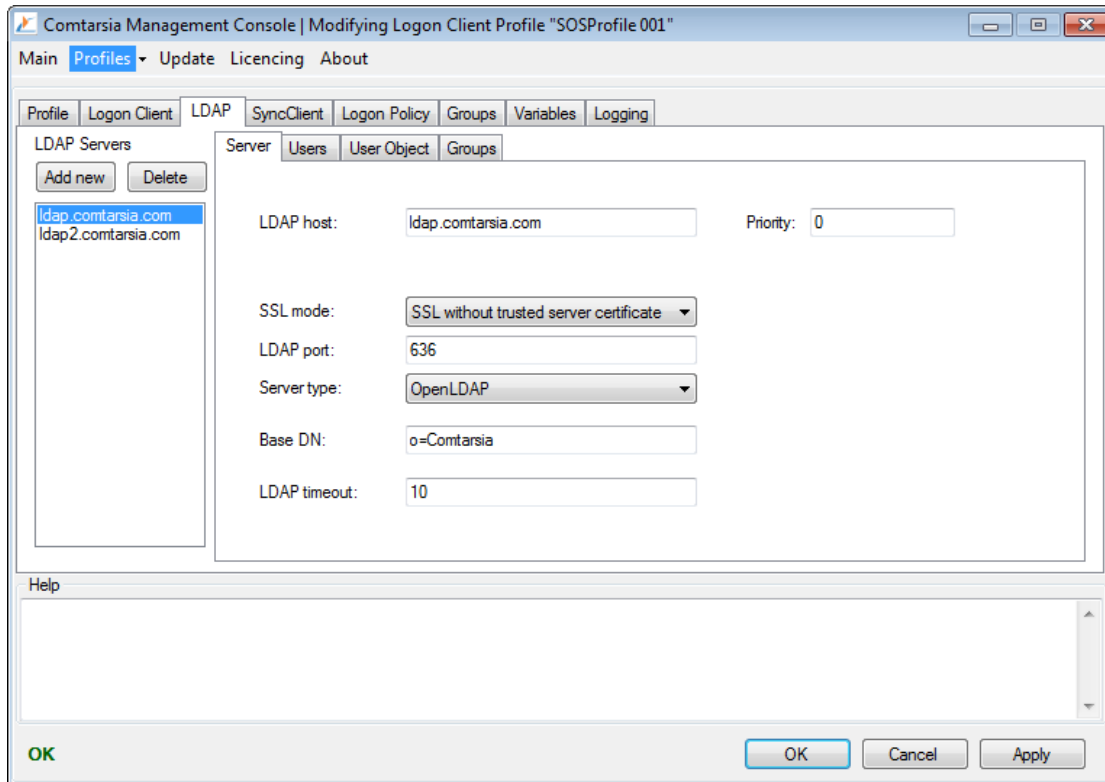 Comtarsia Management Console | Modifying Logon Client Profile "SOSProfile 001"
Main Profiles Update Licencing About
Profile Logon Client LDAP SyncClient Logon Policy Groups Variables Logging
LDAP Servers
Add new Delete
ldap.comtarsia.com
ldap2.comtarsia.com
Server Users User Object Groups
LDAP host: ldap.comtarsia.com Priority: 0
SSL mode: SSL without trusted server certificate
LDAP port: 636
Server type: OpenLDAP
Base DN: o=Comtarsia
LDAP timeout: 10
Help
OK OK Cancel Apply